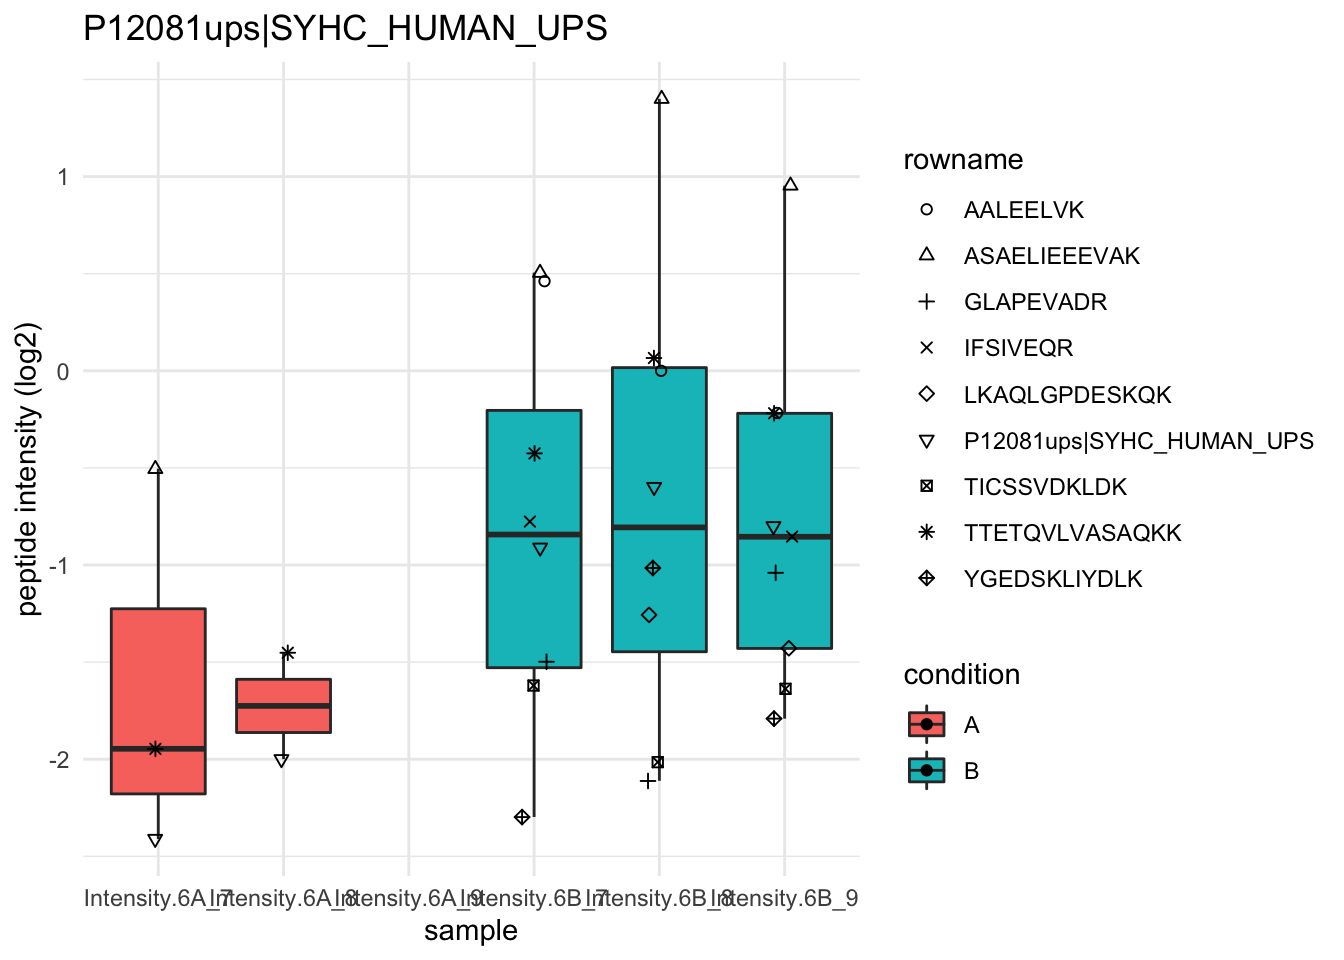 P12081ups|SYHC_HUMAN_UPS
peptide intensity (log2)
1
0
-1
-2
Intensity.6A_7
Intensity.6A_8
Intensity.6A_9
Intensity.6B_7
Intensity.6B_8
Intensity.6B_9
sample
rowname
AALEELVK
ASAELIEEEVAK
GLAPEVADR
IFSIVEQR
LKAQLGPDESKQK
P12081ups|SYHC_HUMAN_UPS
TICSSVDKLDK
TTETQVLVASAQKK
YGEDSKLIYDLK
condition
A
B